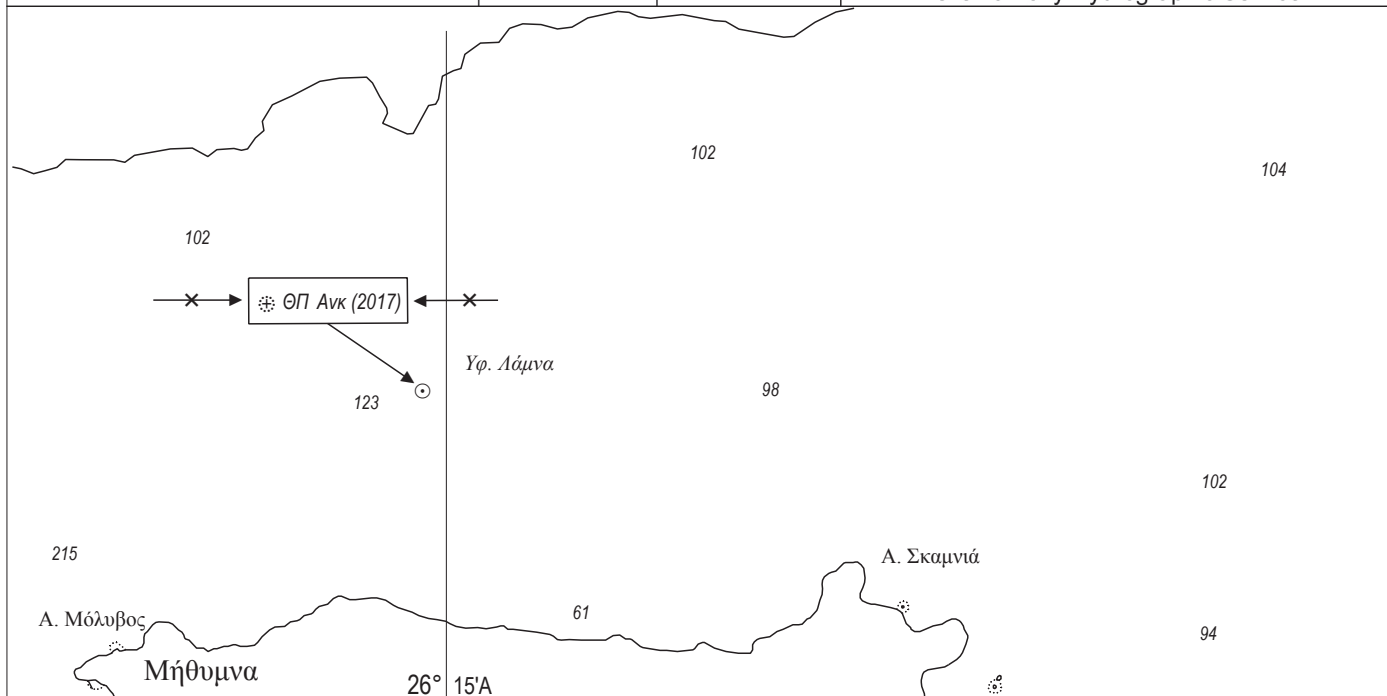 102
104
102
ΘΠ Ανκ (2017)
Υφ. Λάμνα
123
98
102
215
Α. Σκαμνιά
Α. Μόλυβος
61
94
Μήθυμνα
26° 15'Α